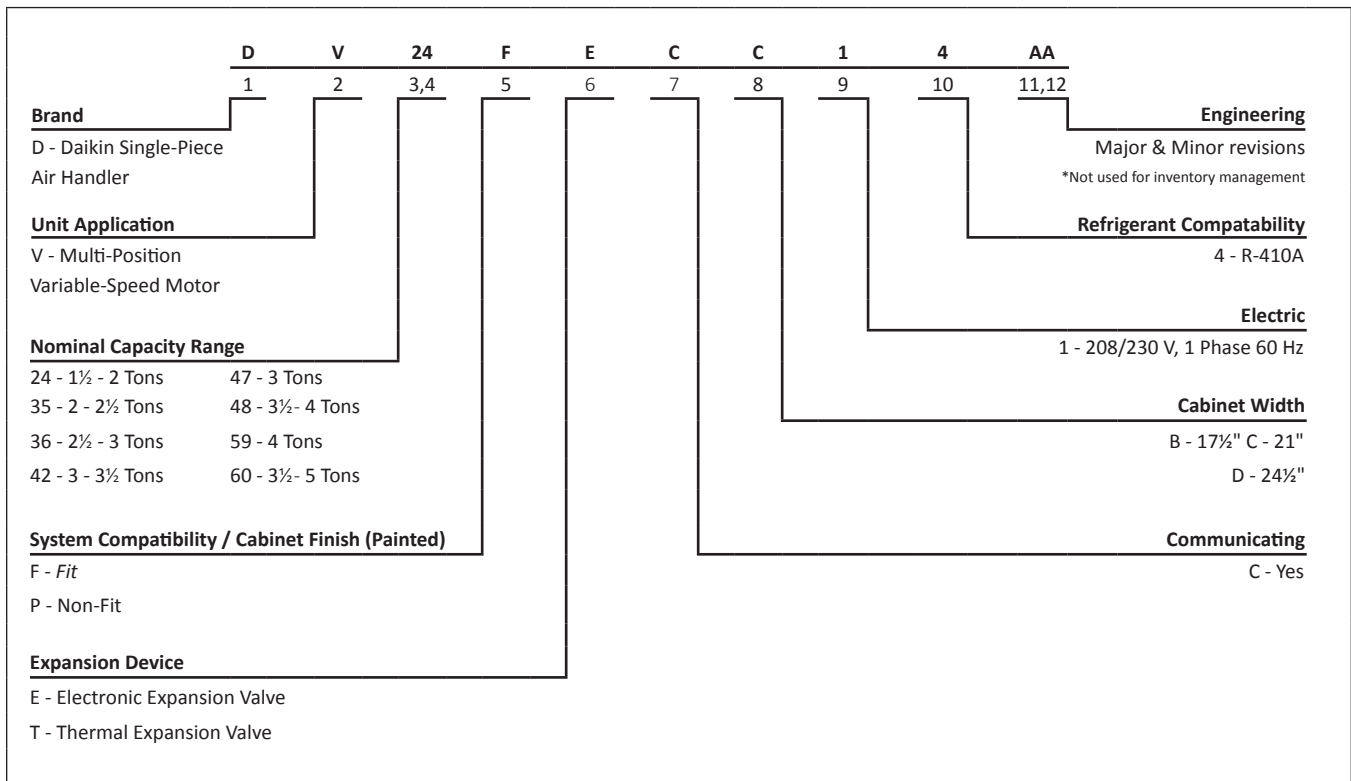 D V 24 F E C C 1 4 AA
1 2 3,4 5 6 7 8 9 10 11,12
Brand
D - Daikin Single-Piece
Air Handler
Unit Application
V - Multi-Position
Variable-Speed Motor
Nominal Capacity Range
24 - 1½ - 2 Tons 47 - 3 Tons
35 - 2 - 2½ Tons 48 - 3½- 4 Tons
36 - 2½ - 3 Tons 59 - 4 Tons
42 - 3 - 3½ Tons 60 - 3½- 5 Tons
System Compatibility / Cabinet Finish (Painted)
F - Fit
P - Non-Fit
Expansion Device
E - Electronic Expansion Valve
T - Thermal Expansion Valve
Engineering
Major & Minor revisions
*Not used for inventory management
Refrigerant Compatability
4 - R-410A
Electric
1 - 208/230 V, 1 Phase 60 Hz
Cabinet Width
B - 17½" C - 21"
D - 24½"
Communicating
C - Yes